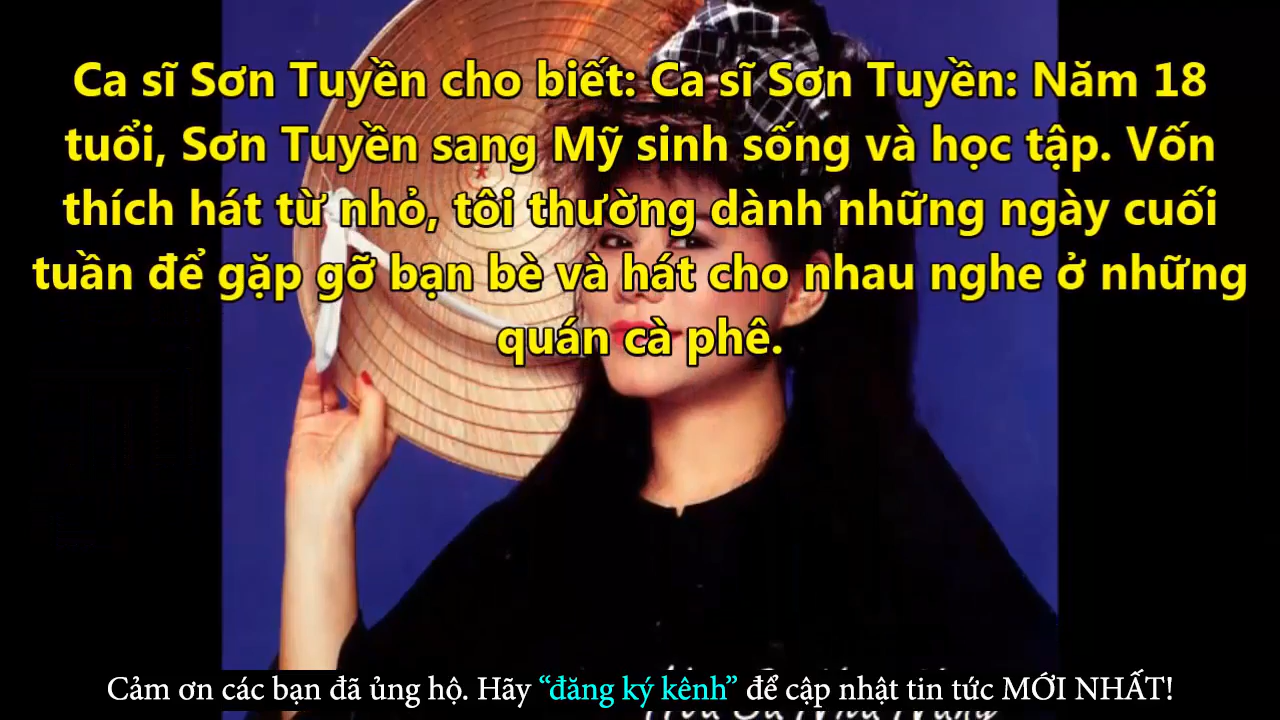 Ca sĩ Sơn Tuyền cho biết: Ca sĩ Sơn Tuyền: Năm 18
tuổi, Sơn Tuyền sang Mỹ sinh sống và học tập. Vốn
thích hát từ nhỏ, tôi thường dành những ngày cuối
tuần để gặp gỡ bạn bè và hát cho nhau nghe ở những
quán cà phê.
Cảm ơn các bạn đã ủng hộ. Hãy “đăng ký kênh” để cập nhật tin tức MỚI NHẤT!